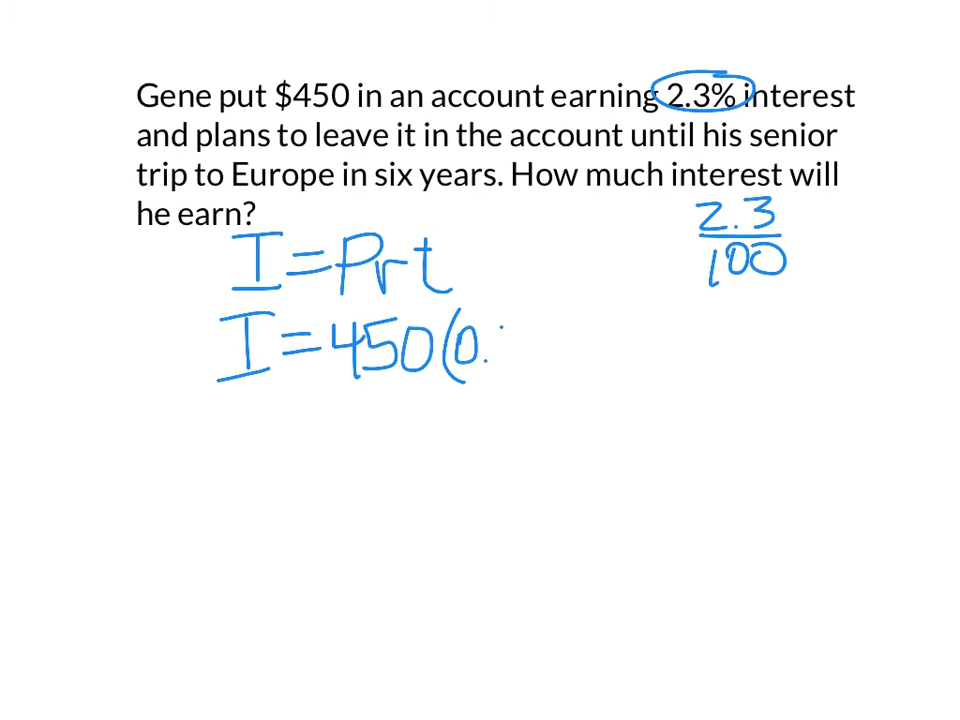 Gene put $450 in an account earning 2.3% interest
and plans to leave it in the account until his senior
trip to Europe in six years. How much interest will
he earn?
2.3
100
I=Prt
I=450(0.